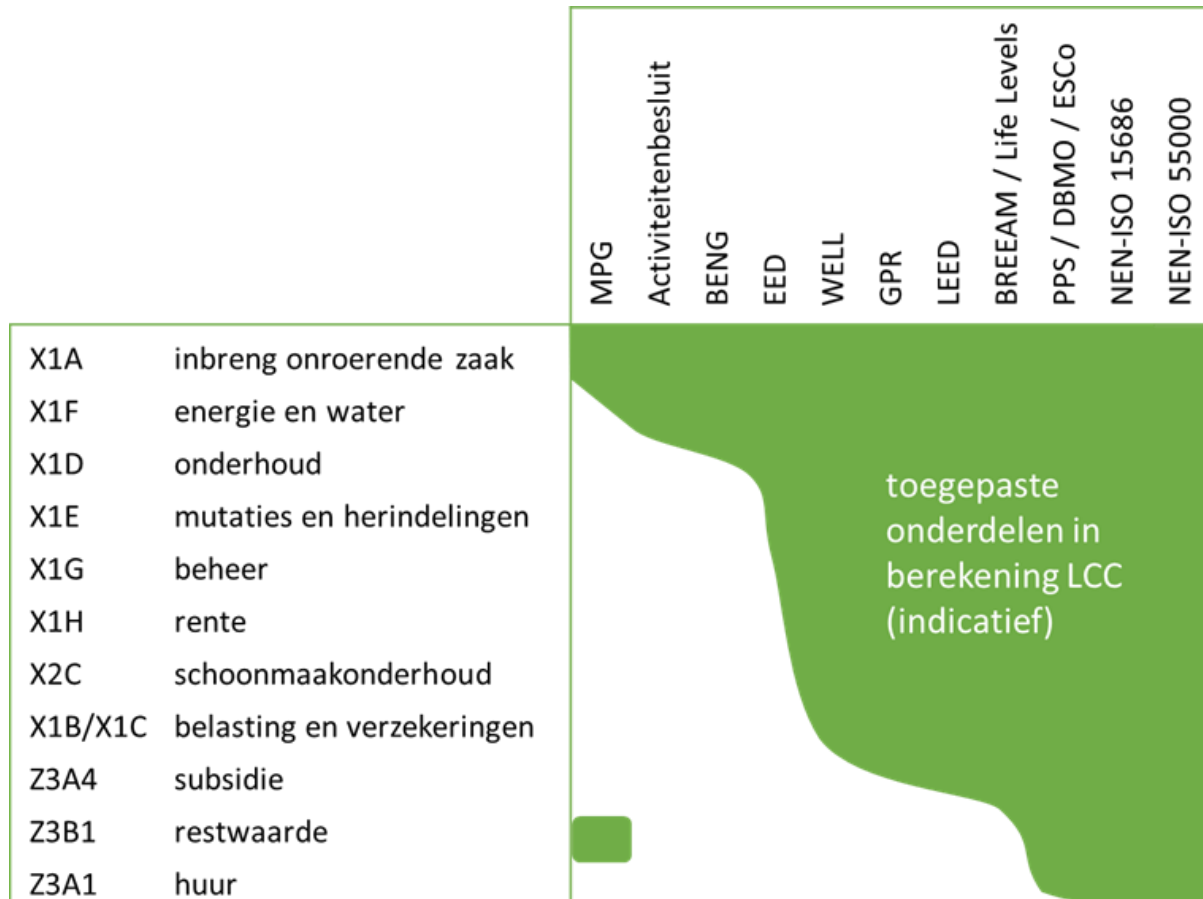 MPG
Activiteitenbesluit
BENG
EED
WELL
GPR
LEED
BREEAM / Life Levels
PPS / DBMO / ESCo
NEN-ISO 15686
NEN-ISO 55000
X1A inbreng onroerende zaak
X1F energie en water
X1D onderhoud
X1E mutaties en herindelingen
X1G beheer
X1H rente
X2C schoonmaakonderhoud
X1B/X1C belasting en verzekeringen
Z3A4 subsidie
Z3B1 restwaarde
Z3A1 huur
toegepaste
onderdelen in
berekening LCC
(indicatief)